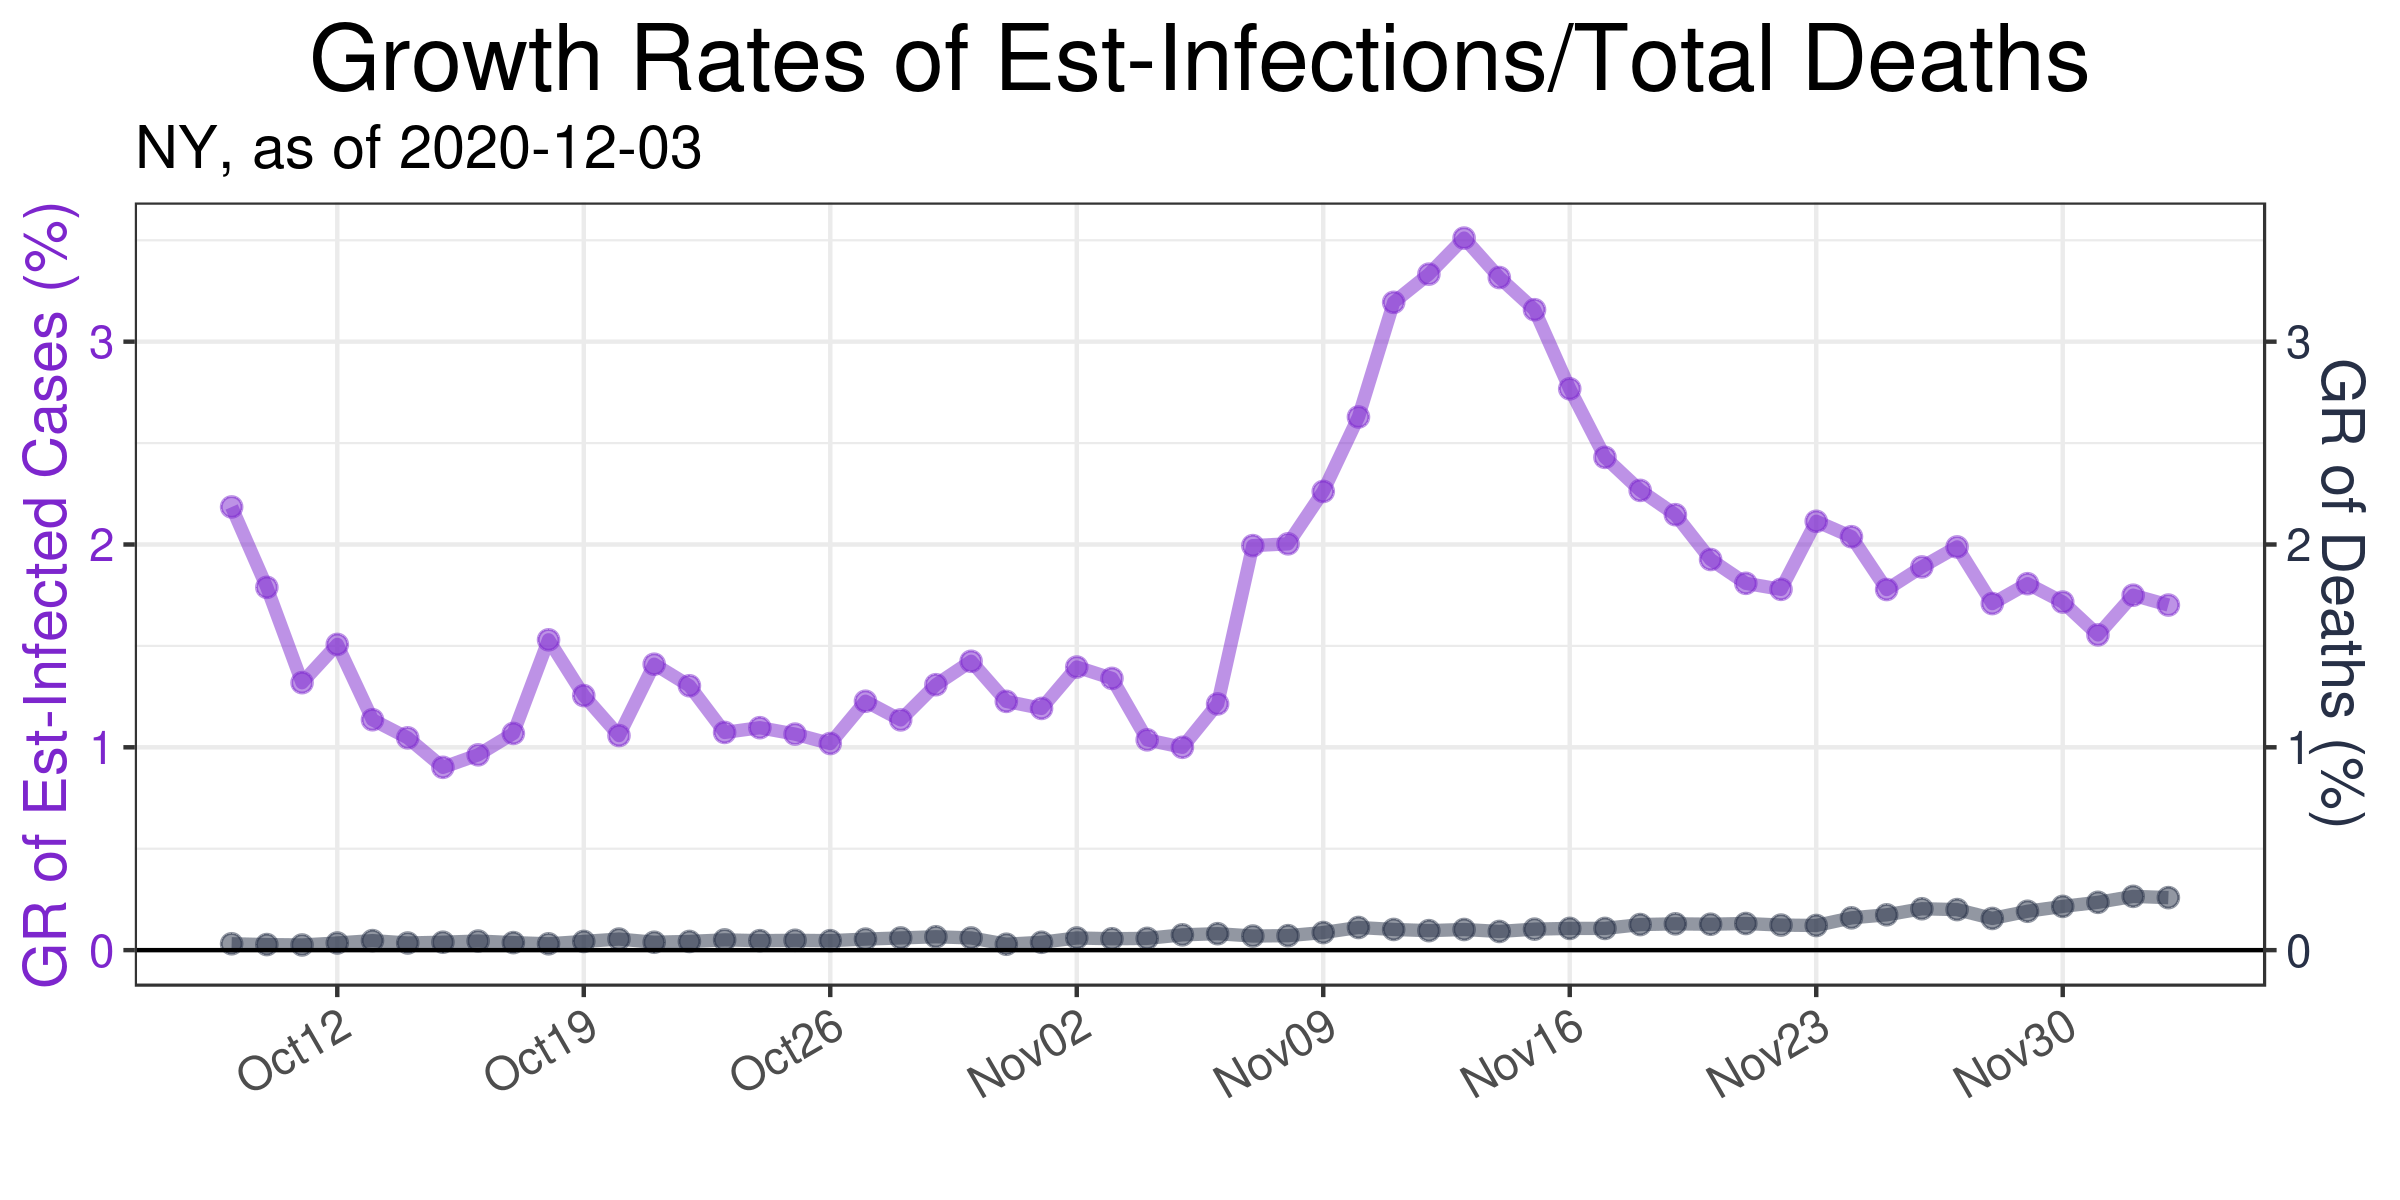 Growth Rates of Est-Infections/Total Deaths
NY, as of 2020-12-03
GR of Est-Infected Cases (%)
3
2
1
0
3
2
1
0
GR of Deaths (%)
Oct12
Oct19
Oct26
Nov02
Nov09
Nov16
Nov23
Nov30